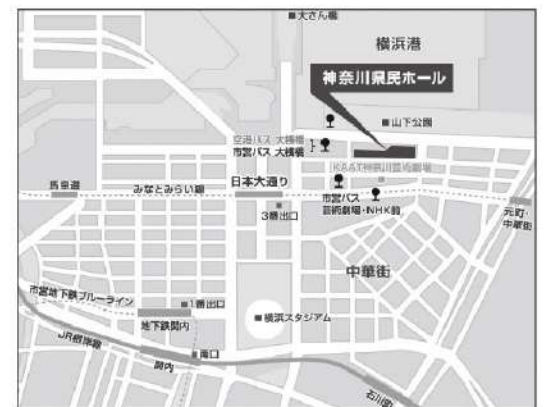 大さん橋
横浜港
神奈川県民ホール
山下公園
空港バス 大桟橋
市営バス 大桟橋
KAAT神奈川芸術劇場
馬車道
みなとみらい線
日本大通り
市営バス
芸術劇場・NHK前
3番出口
元町・
中華街
中華街
市営地下鉄ブルーライン
1番出口
地下鉄関内
横浜スタジアム
JR根岸線
関内
南口
石川町